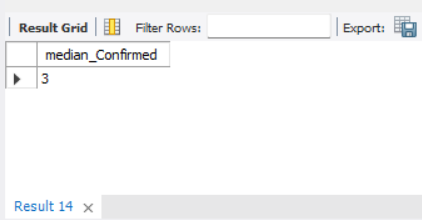 Result Grid Filter Rows: Export:
median_Confirmed
3
Result 14